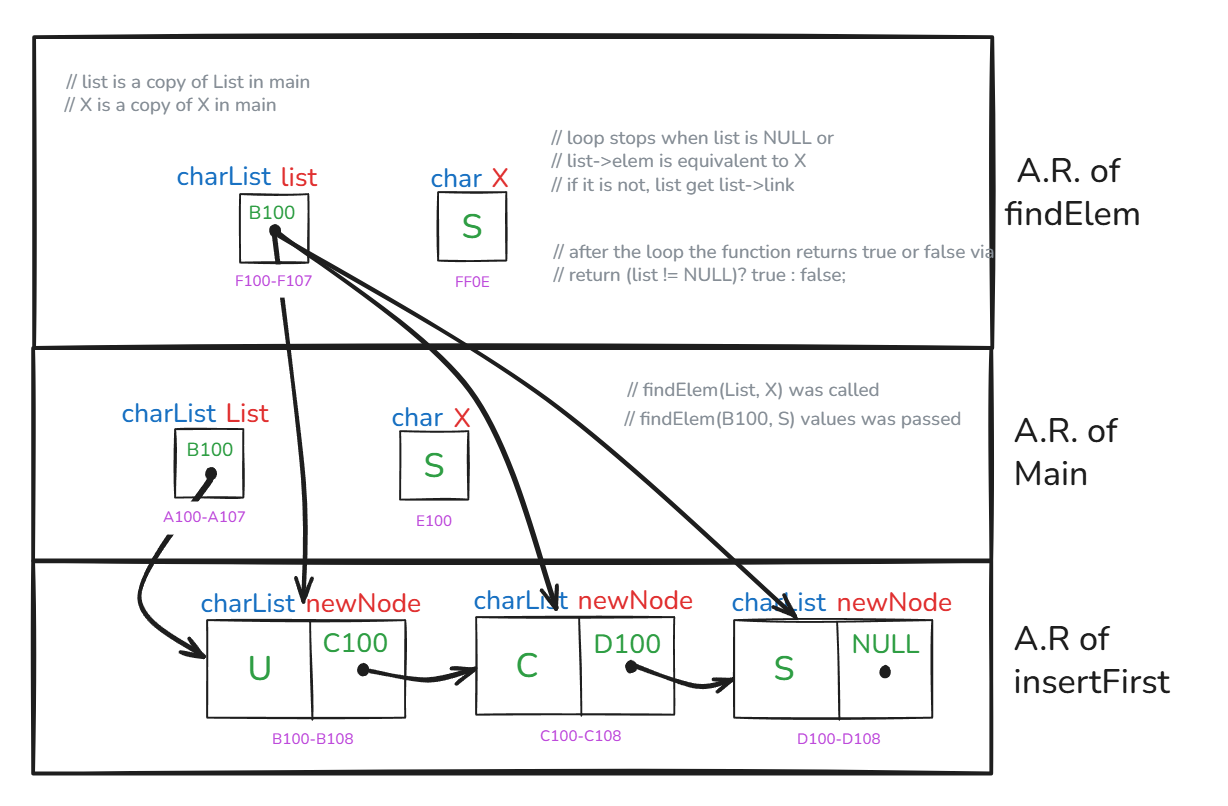 // list is a copy of List in main
// X is a copy of X in main
// loop stops when list is NULL or
// list->elem is equivalent to X
// if it is not, list get list->link
charList list
char X
B100
S
F100-F107
FF0E
// after the loop the function returns true or false via
// return (list != NULL)? true : false;
A.R. of
findElem
// findElem(List, X) was called
// findElem(B100, S) values was passed
charList List
char X
B100
S
A100-A107
E100
A.R. of
Main
charList newNode
charList newNode
charList newNode
U
C100
C
D100
S
NULL
B100-B108
C100-C108
D100-D108
A.R of
insertFirst